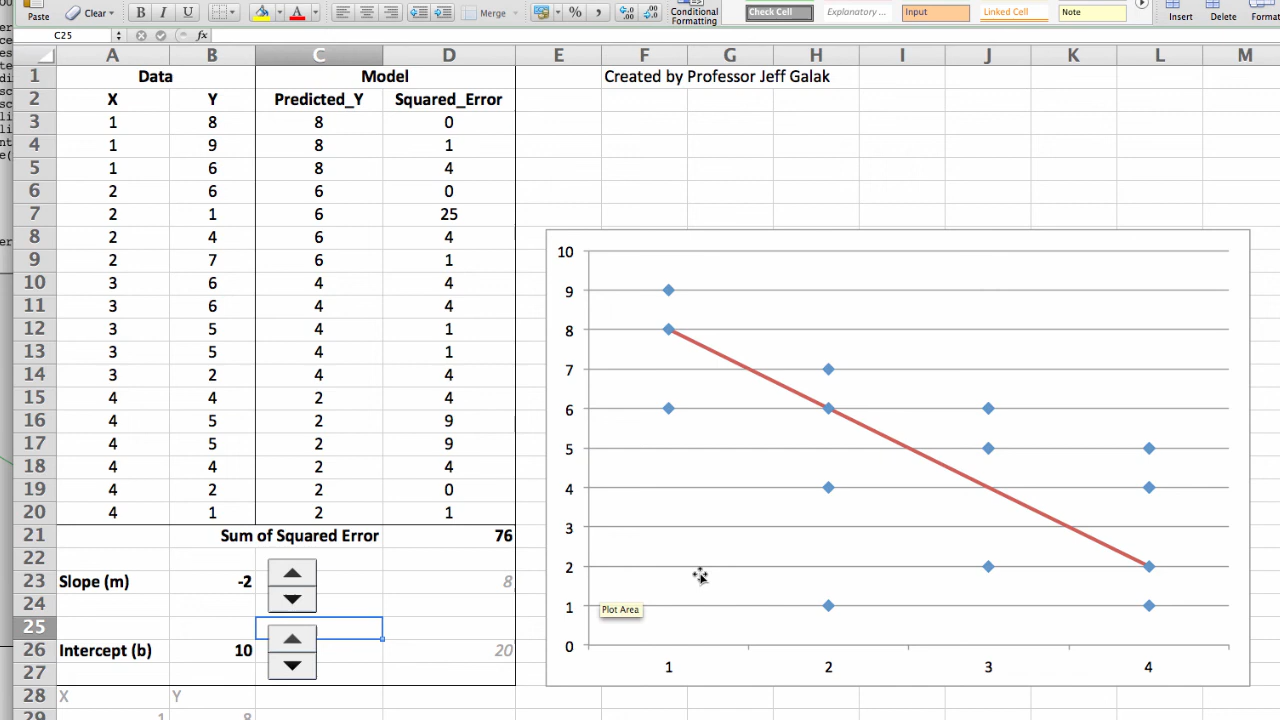 Paste Clear B I U A Merge % , .0 .00 .00 .0 Conditional Formatting Check Cell Explanatory ... Input Linked Cell Note Insert Delete
C25 fx
A B C D E F G H I J K L M
1 Data Model Created by Professor Jeff Galak
2 X Y Predicted_Y Squared_Error
3 1 8 8 0
4 1 9 8 1
5 1 6 8 4
6 2 6 6 0
7 2 1 6 25
8 2 4 6 4
9 2 7 6 1
10 3 6 4 4
11 3 6 4 4
12 3 5 4 1
13 3 5 4 1
14 3 2 4 4
15 4 4 2 4
16 4 5 2 9
17 4 5 2 9
18 4 4 2 4
19 4 2 2 0
20 4 1 2 1
21 Sum of Squared Error 76
22
23 Slope (m) -2 8
24
25
26 Intercept (b) 10 20
27
28 X Y
29 1 8
10
9
8
7
6
5
4
3
2
1
0
1 2 3 4
Plot Area